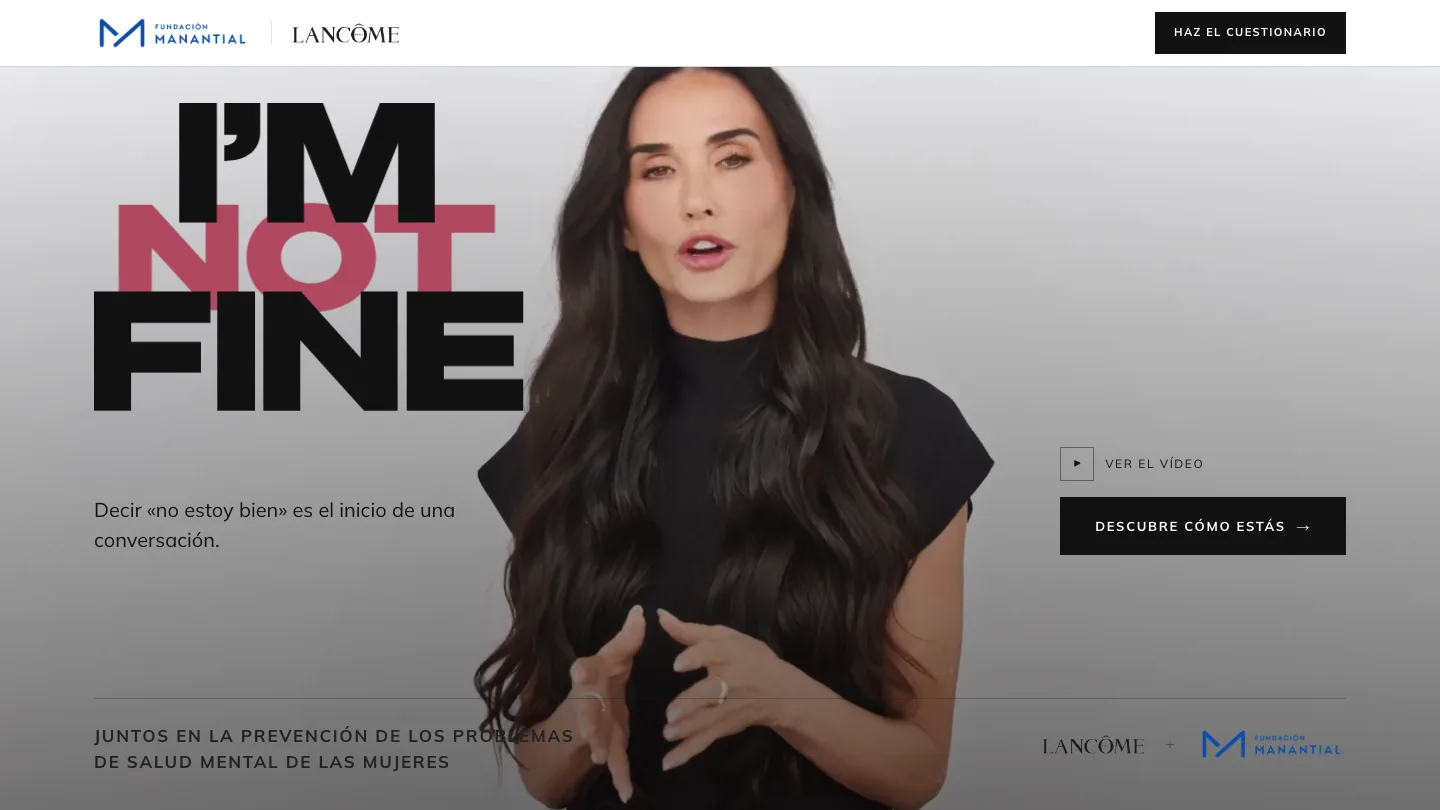 FUNDACIÓN
MANANTIAL
LANCÔME
HAZ EL CUESTIONARIO
I'M
NOT
FINE
Decir «no estoy bien» es el inicio de una
conversación.
VER EL VÍDEO
DESCUBRE CÓMO ESTÁS →
JUNTOS EN LA PREVENCIÓN DE LOS PROBLEMAS
DE SALUD MENTAL DE LAS MUJERES
LANCÔME + FUNDACIÓN
MANANTIAL